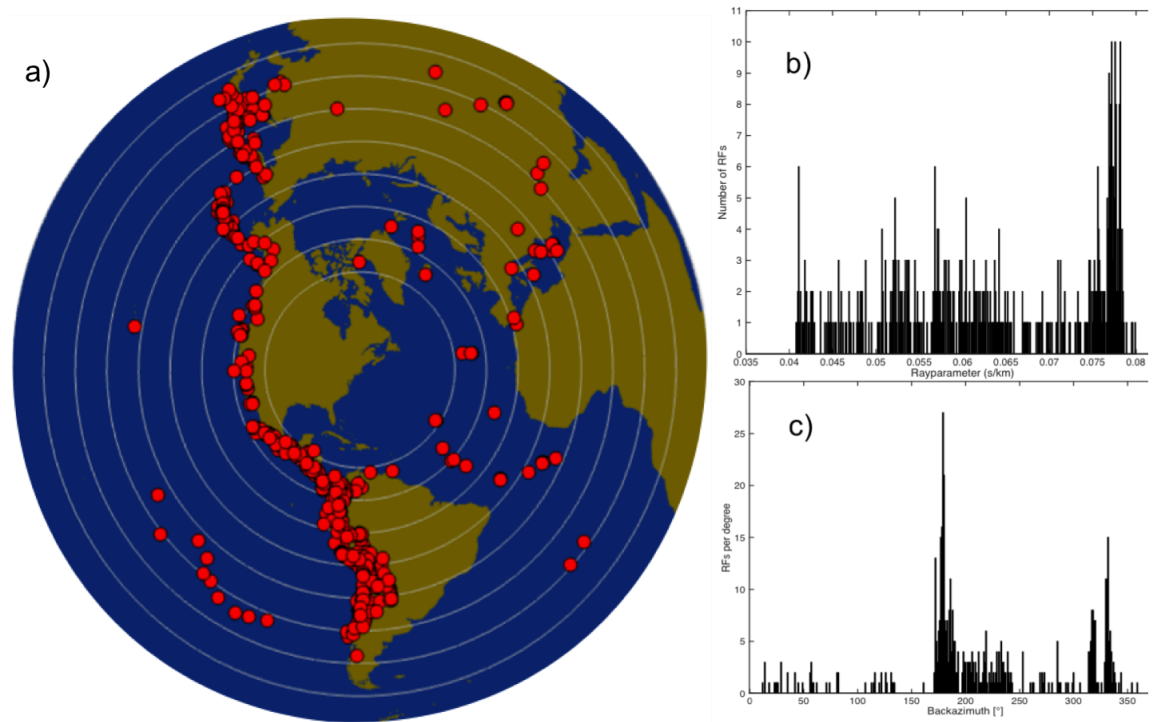 a)
b)
11
10
9
8
7
6
5
4
3
2
1
0
Number of RFs
0.035 0.04 0.045 0.05 0.055 0.06 0.065 0.07 0.075 0.08
Rayparameter (s/km)
c)
30
25
20
15
10
5
0
RFs per degree
0 50 100 150 200 250 300 350
Backazimuth [°]